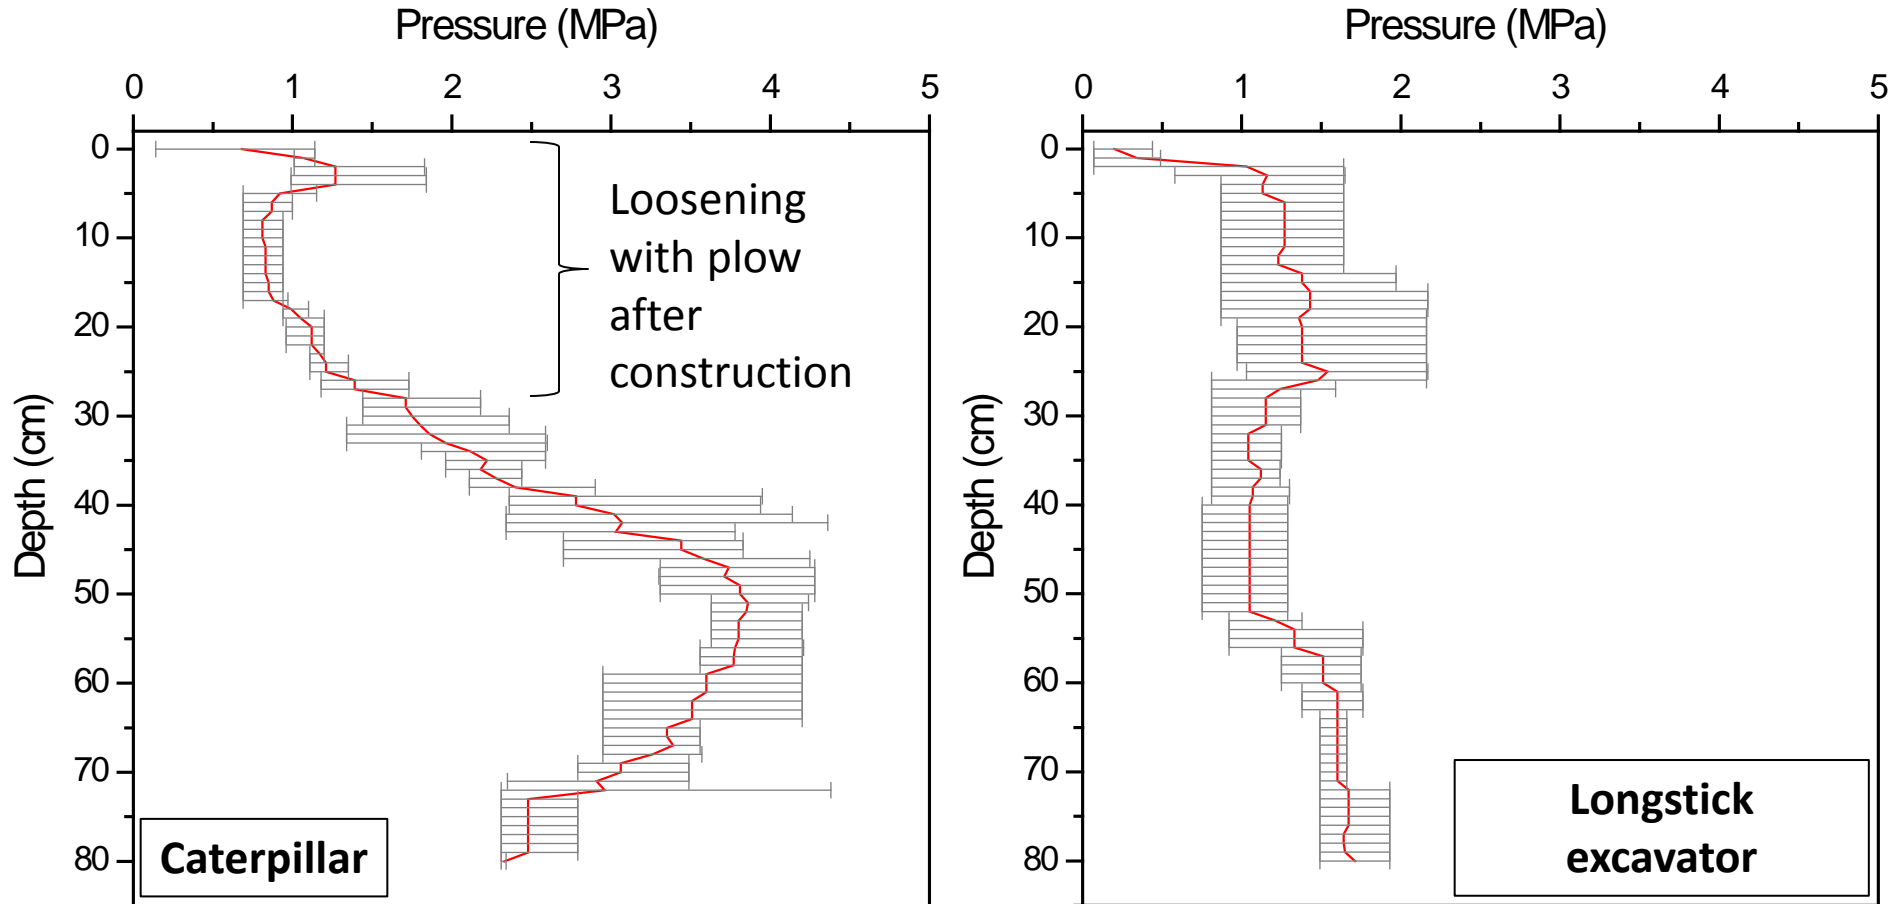 Pressure (MPa)
0 1 2 3 4 5
Depth (cm)
0
10
20
30
40
50
60
70
80
Loosening
with plow
after
construction
Caterpillar
Pressure (MPa)
0 1 2 3 4 5
Depth (cm)
0
10
20
30
40
50
60
70
80
Longstick
excavator